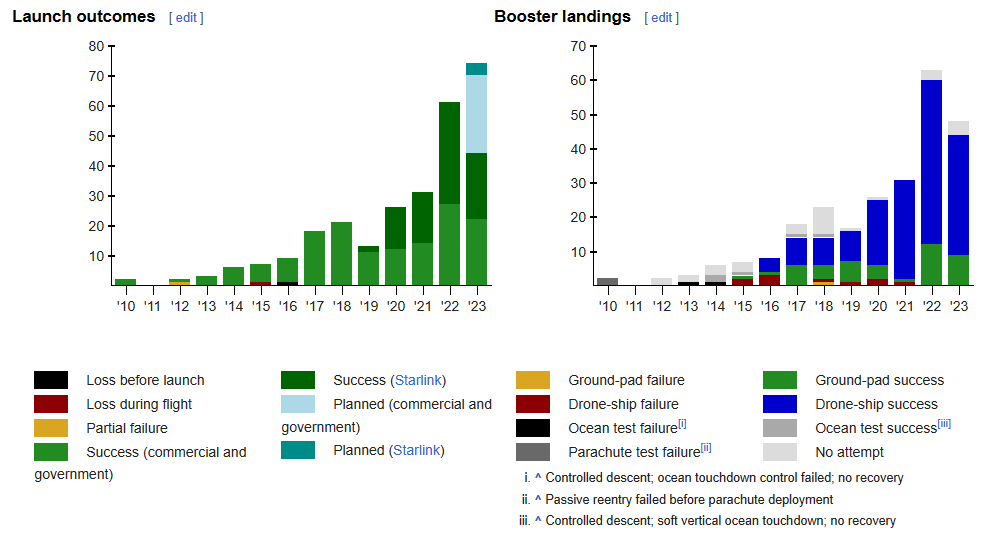 Launch outcomes [ edit ]
80
70
60
50
40
30
20
10
'10 '11 '12 '13 '14 '15 '16 '17 '18 '19 '20 '21 '22 '23
Loss before launch
Loss during flight
Partial failure
Success (commercial and
government)
Success (Starlink)
Planned (commercial and
government)
Planned (Starlink)
Booster landings [ edit ]
70
60
50
40
30
20
10
'10 '11 '12 '13 '14 '15 '16 '17 '18 '19 '20 '21 '22 '23
Ground-pad failure
Drone-ship failure
Ocean test failure[i]
Parachute test failure[ii]
Ground-pad success
Drone-ship success
Ocean test success[iii]
No attempt
i. ^ Controlled descent; ocean touchdown control failed; no recovery
ii. ^ Passive reentry failed before parachute deployment
iii. ^ Controlled descent; soft vertical ocean touchdown; no recovery